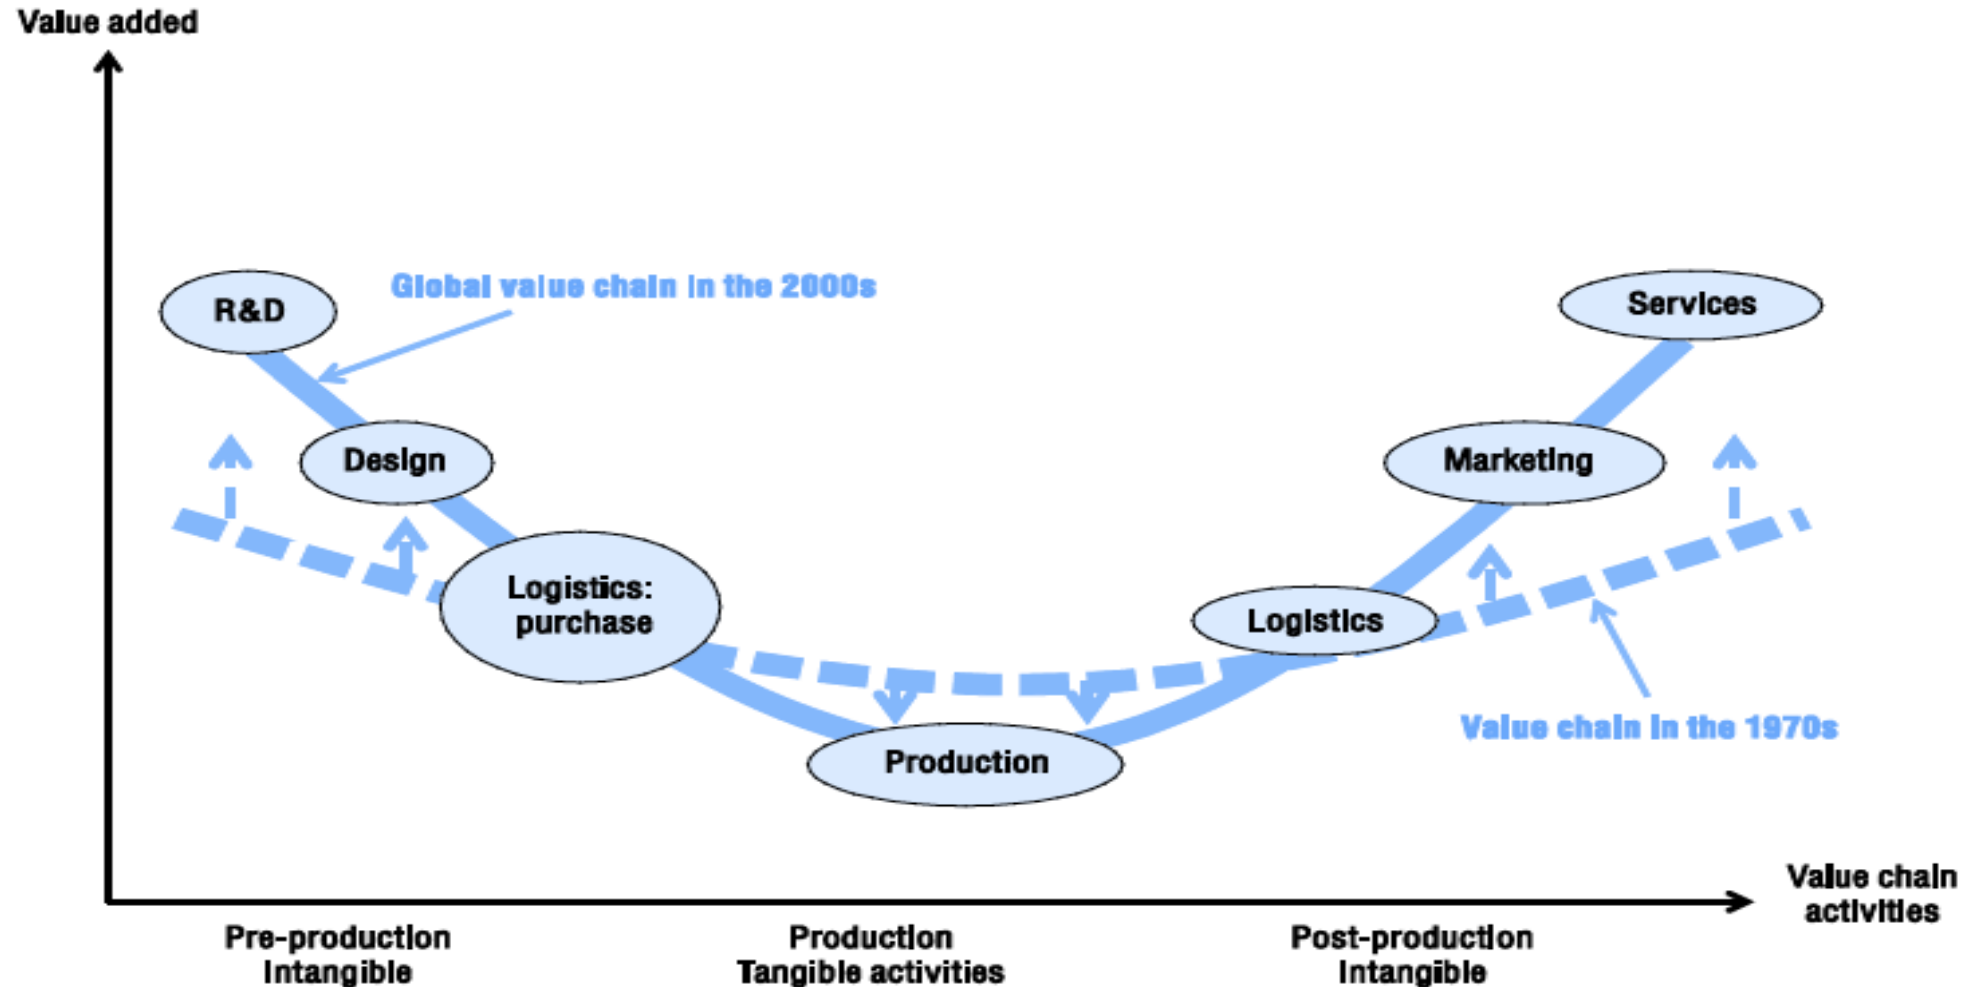 Value added
Global value chain in the 2000s
R&D
Services
Design
Marketing
Logistics:
purchase
Logistics
Value chain in the 1970s
Production
Value chain
activities
Pre-production
Intangible
Production
Tangible activities
Post-production
Intangible